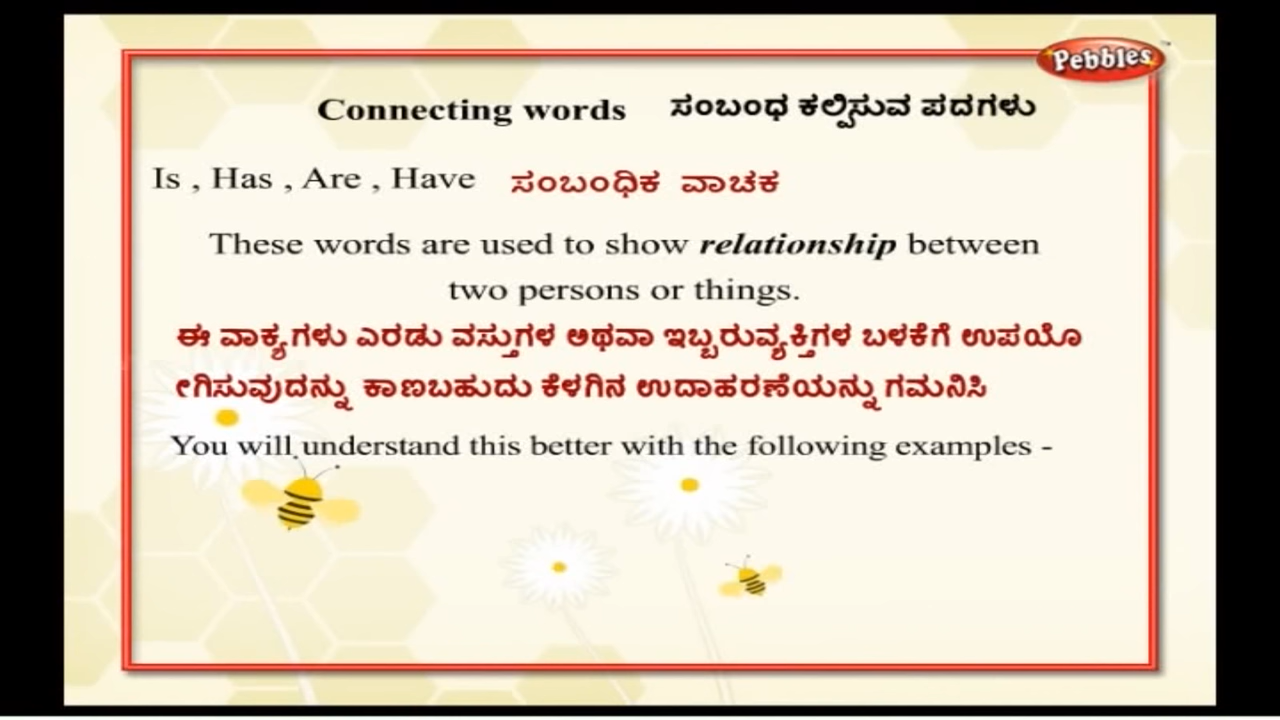 Pebbles
Connecting words ಸಂಬಂಧ ಕಲ್ಪಿಸುವ ಪದಗಳು
Is , Has , Are , Have ಸಂಬಂಧಿಕ ವಾಚಕ
These words are used to show relationship between
two persons or things.
ಈ ವಾಕ್ಯಗಳು ಎರಡು ವಸ್ತುಗಳ ಅಥವಾ ಇಬ್ಬರುವ್ಯಕ್ತಿಗಳ ಬಳಕೆಗೆ ಉಪಯೊ
ೕಗಿಸುವುದನ್ನು ಕಾಣಬಹುದು ಕೆಳಗಿನ ಉದಾಹರಣೆಯನ್ನು ಗಮನಿಸಿ
You will understand this better with the following examples -